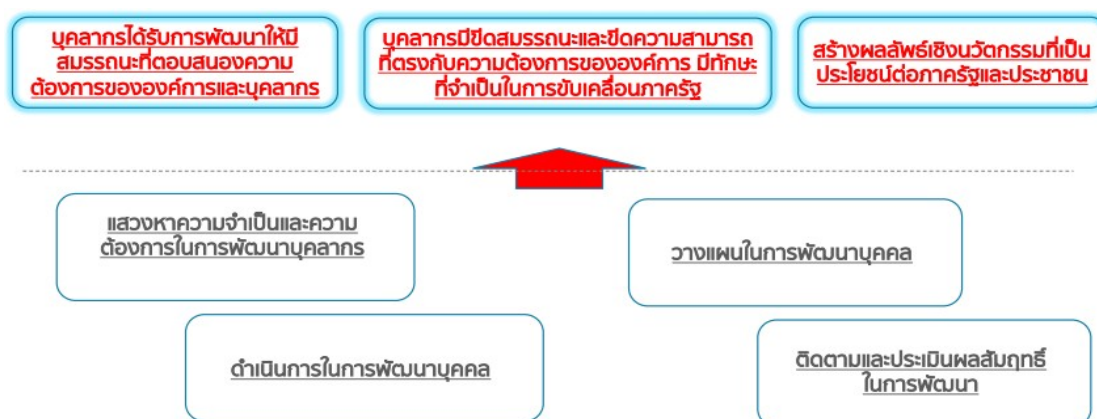 บุคลากรได้รับการพัฒนาให้มี
สมรรถนะที่ตอบสนองความ
ต้องการขององค์การและบุคลากร
บุคลากรมีขีดสมรรถนะและขีดความสามารถ
ที่ตรงกับความต้องการขององค์การ มีทักษะ
ที่จำเป็นในการขับเคลื่อนภาครัฐ
สร้างผลลัพธ์เชิงนวัตกรรมที่เป็น
ประโยชน์ต่อภาครัฐและประชาชน
แสวงหาความจำเป็นและความ
ต้องการในการพัฒนาบุคลากร
วางแผนในการพัฒนาบุคคล
ดำเนินการในการพัฒนาบุคคล
ติดตามและประเมินผลสัมฤทธิ์
ในการพัฒนา